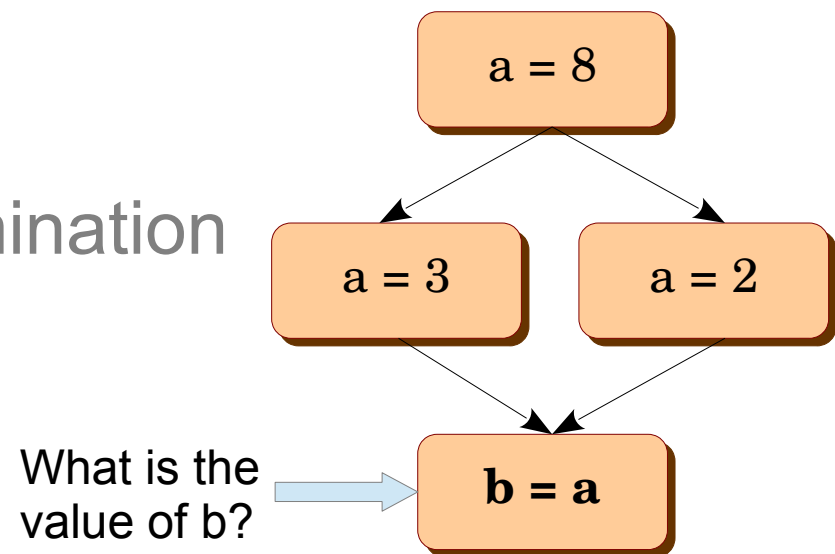 a = 8
ination
a = 3
a = 2
What is the
value of b?
b = a